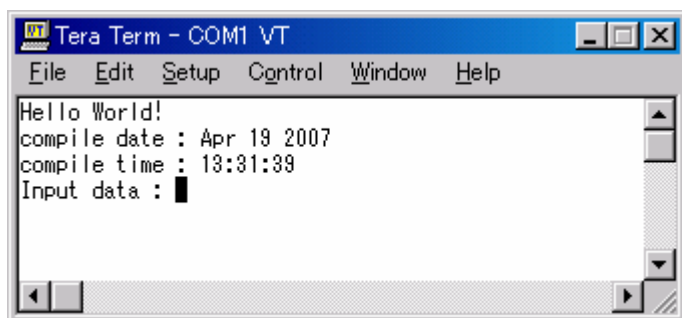 Tera Term - COM1 VT
File Edit Setup Control Window Help
Hello World!
compile date : Apr 19 2007
compile time : 13:31:39
Input data :